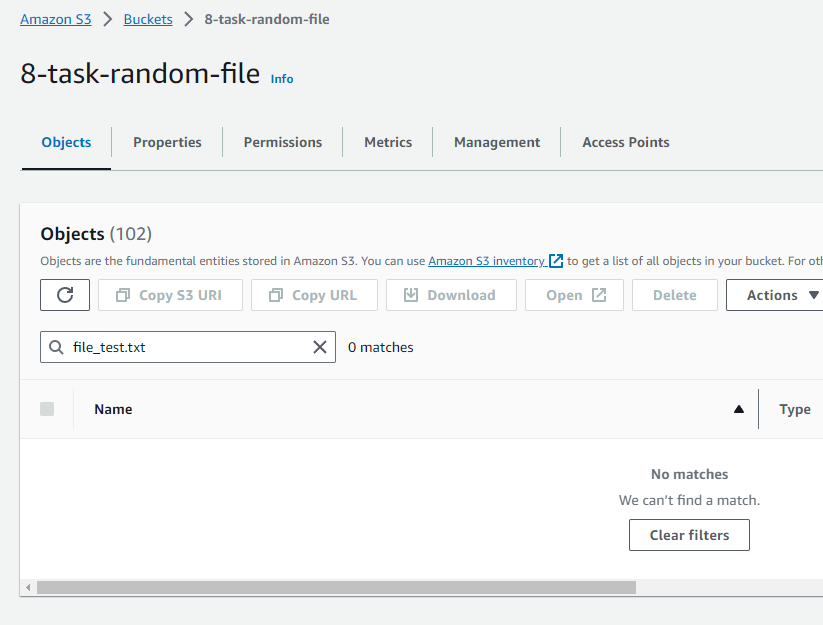 Amazon S3 > Buckets > 8-task-random-file
8-task-random-file Info
Objects Properties Permissions Metrics Management Access Points
Objects (102)
Objects are the fundamental entities stored in Amazon S3. You can use Amazon S3 inventory to get a list of all objects in your bucket. For
Copy S3 URI Copy URL Download Open Delete Actions
file_test.txt 0 matches
Name Type
No matches
We can't find a match.
Clear filters